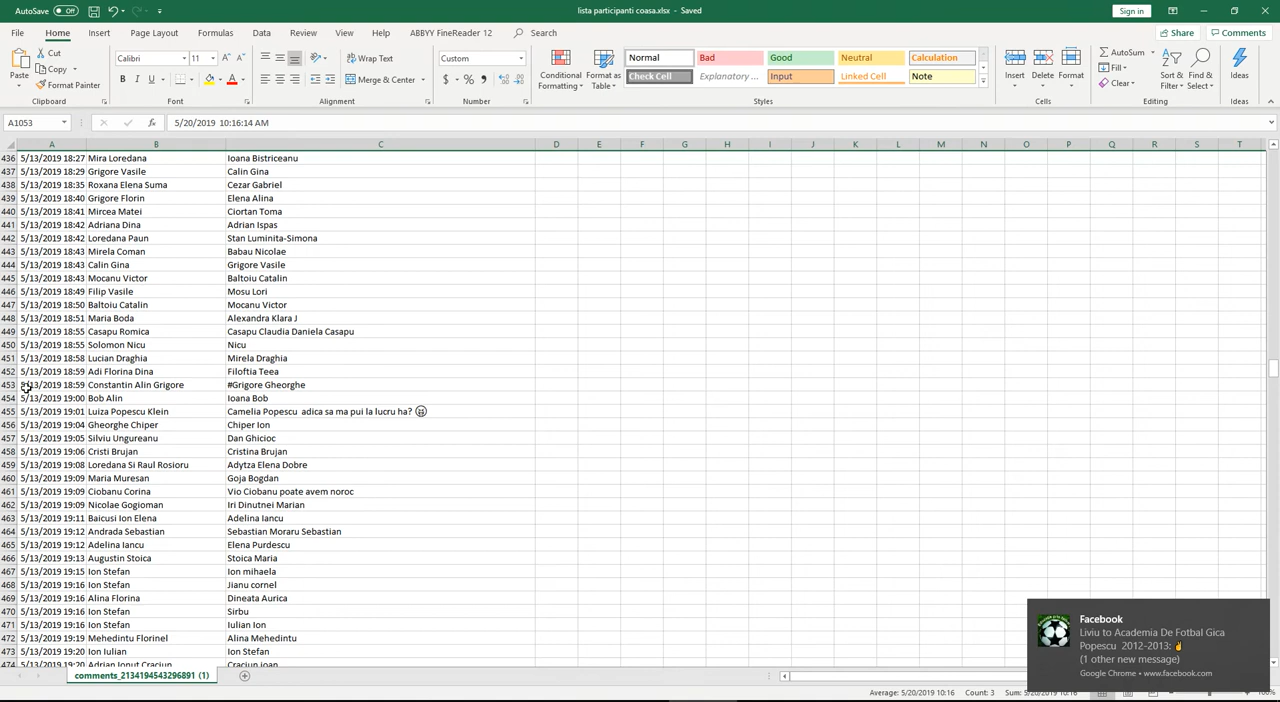 AutoSave Off lista participanti coasa.xlsx - Saved Sign in
File Home Insert Page Layout Formulas Data Review View Help ABBYY FineReader 12 Search Share Comments
Cut Calibri 11 Wrap Text Custom Normal Bad Good Neutral Calculation AutoSum
Paste Copy Conditional Format as Insert Delete Format Fill Sort & Find & Ideas
Format Painter B I U Merge & Center $ % Formatting Table Check Cell Explanatory ... Input Linked Cell Note Clear Filter Select
Clipboard Font Alignment Number Styles Cells Editing Ideas
A1053 fx 5/20/2019 10:16:14 AM
A B C D E F G H I J K L M N O P Q R S T
436 5/13/2019 18:27 Mira Loredana Ioana Bistriceanu
437 5/13/2019 18:29 Grigore Vasile Calin Gina
438 5/13/2019 18:35 Roxana Elena Suma Cezar Gabriel
439 5/13/2019 18:40 Grigore Florin Elena Alina
440 5/13/2019 18:41 Mircea Matei Ciortan Toma
441 5/13/2019 18:42 Adriana Dina Adrian Ispas
442 5/13/2019 18:42 Loredana Paun Stan Luminita-Simona
443 5/13/2019 18:43 Mirela Coman Babau Nicolae
444 5/13/2019 18:43 Calin Gina Grigore Vasile
445 5/13/2019 18:43 Mocanu Victor Baltoiu Catalin
446 5/13/2019 18:49 Filip Vasile Mosu Lori
447 5/13/2019 18:50 Baltoiu Catalin Mocanu Victor
448 5/13/2019 18:51 Maria Boda Alexandra Klara J
449 5/13/2019 18:55 Casapu Romica Casapu Claudia Daniela Casapu
450 5/13/2019 18:55 Solomon Nicu Nicu
451 5/13/2019 18:58 Lucian Draghia Mirela Draghia
452 5/13/2019 18:59 Adi Florina Dina Filoftia Teea
453 5/13/2019 18:59 Constantin Alin Grigore #Grigore Gheorghe
454 5/13/2019 19:00 Bob Alin Ioana Bob
455 5/13/2019 19:01 Luiza Popescu Klein Camelia Popescu adica sa ma pui la lucru ha?
456 5/13/2019 19:04 Gheorghe Chiper Chiper Ion
457 5/13/2019 19:05 Silviu Ungureanu Dan Ghicioc
458 5/13/2019 19:06 Cristi Brujan Cristina Brujan
459 5/13/2019 19:08 Loredana Si Raul Rosioru Adytza Elena Dobre
460 5/13/2019 19:09 Maria Muresan Goja Bogdan
461 5/13/2019 19:09 Ciobanu Corina Vio Ciobanu poate avem noroc
462 5/13/2019 19:09 Nicolae Gogioman Iri Dinutnei Marian
463 5/13/2019 19:11 Baicusi Ion Elena Adelina Iancu
464 5/13/2019 19:12 Andrada Sebastian Sebastian Moraru Sebastian
465 5/13/2019 19:12 Adelina Iancu Elena Purdescu
466 5/13/2019 19:13 Augustin Stoica Stoica Maria
467 5/13/2019 19:15 Ion Stefan Ion mihaela
468 5/13/2019 19:16 Ion Stefan Jianu cornel
469 5/13/2019 19:16 Alina Florina Dineata Aurica
470 5/13/2019 19:16 Ion Stefan Sirbu
471 5/13/2019 19:16 Ion Stefan Iulian Ion
472 5/13/2019 19:19 Mehedintu Florinel Alina Mehedintu
473 5/13/2019 19:20 Ion Iulian Ion Stefan
474 5/13/2019 19:20 Adrian Ionut Craciun Craciun ioan
Facebook
Liviu to Academia De Fotbal Gica
Popescu 2012-2013: ✌
(1 other new message)
Google Chrome • www.facebook.com
comments_2134194543296891 (1)
Average: 5/20/2019 10:16 Count: 3 Sum: 5/20/2019 10:16 100%